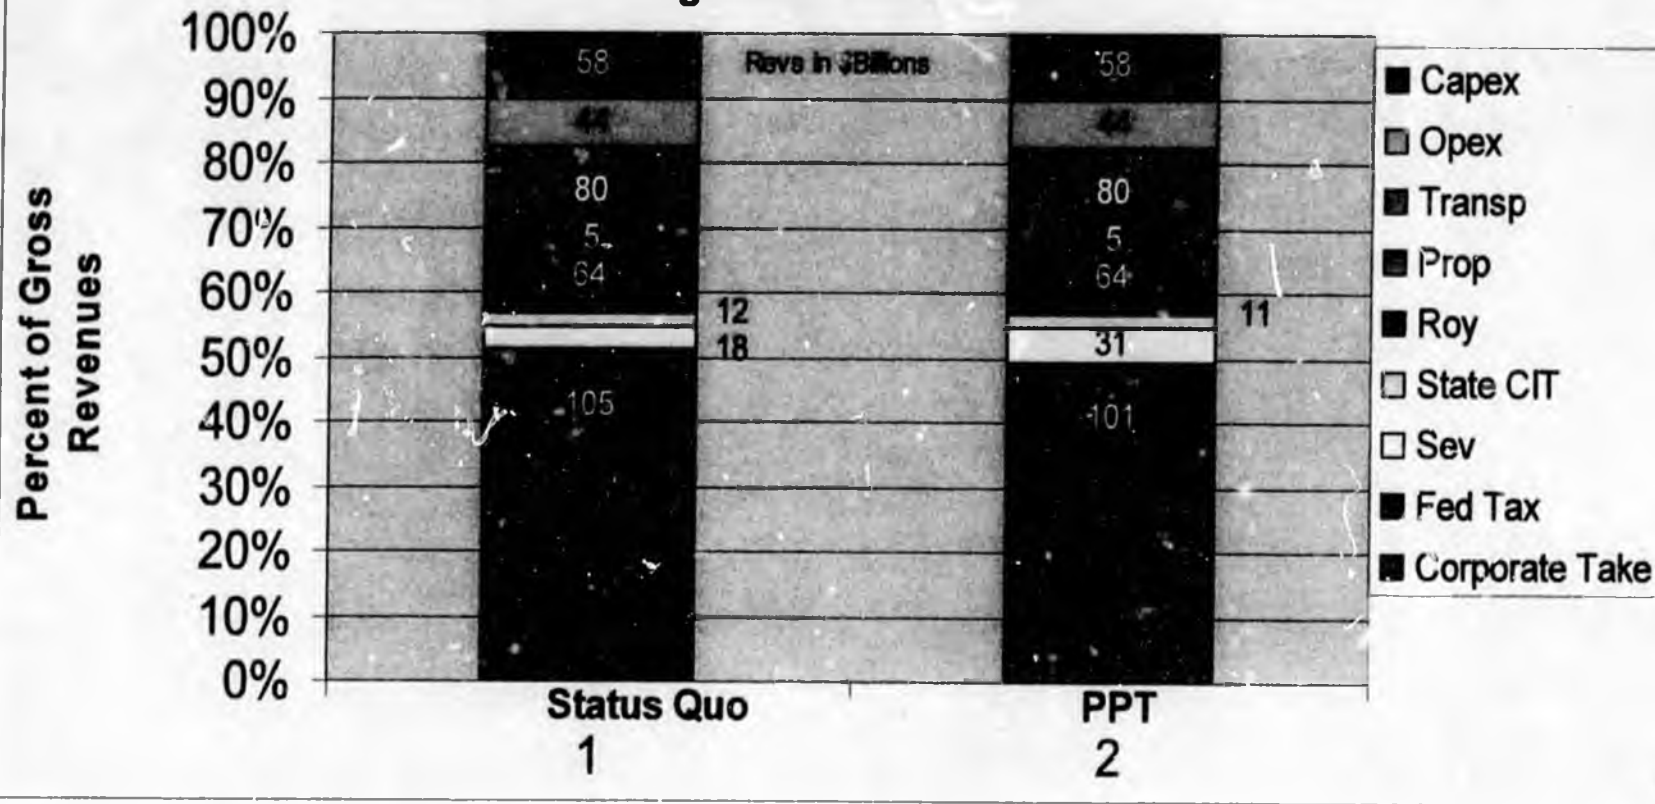 100%
90%
80%
70%
60%
50%
40%
30%
20%
10%
0%
Percent of Gross
Revenues
58
44
80
5
64
12
18
105
Revs in $Billions
58
44
80
5
64
11
31
101
Status Quo
1
PPT
2
Capex
Opex
Transp
Prop
Roy
State CIT
Sev
Fed Tax
Corporate Take